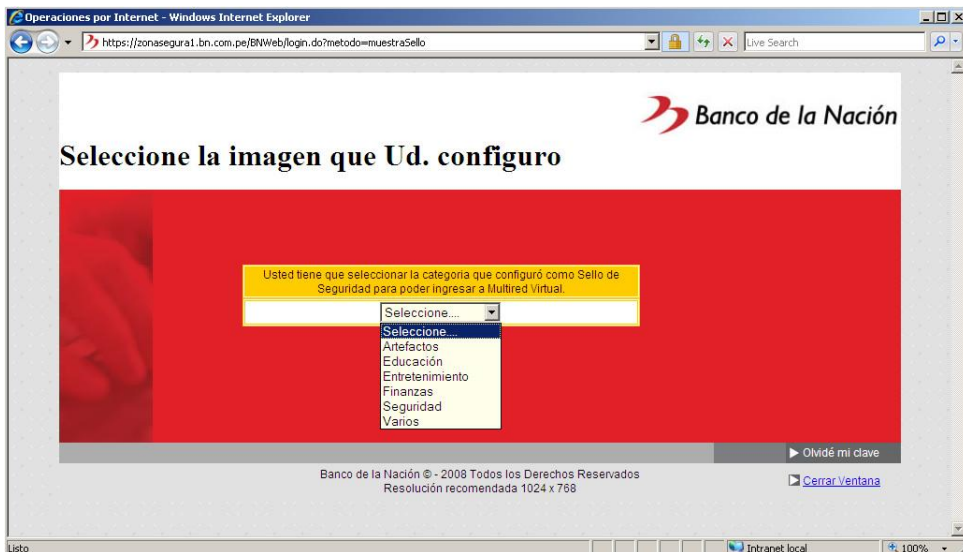 Operaciones por Internet - Windows Internet Explorer
https://zonasegura1.bn.com.pe/BNWeb/login.do?metodo=muestraSello
Live Search
Banco de la Nación
Seleccione la imagen que Ud. configuro
Usted tiene que seleccionar la categoria que configuró como Sello de
Seguridad para poder ingresar a Multired Virtual.
Seleccione....
Seleccione....
Artefactos
Educación
Entretenimiento
Finanzas
Seguridad
Varios
Olvidé mi clave
Banco de la Nación © - 2008 Todos los Derechos Reservados
Resolución recomendada 1024 x 768
Cerrar Ventana
Listo
Intranet local
100%